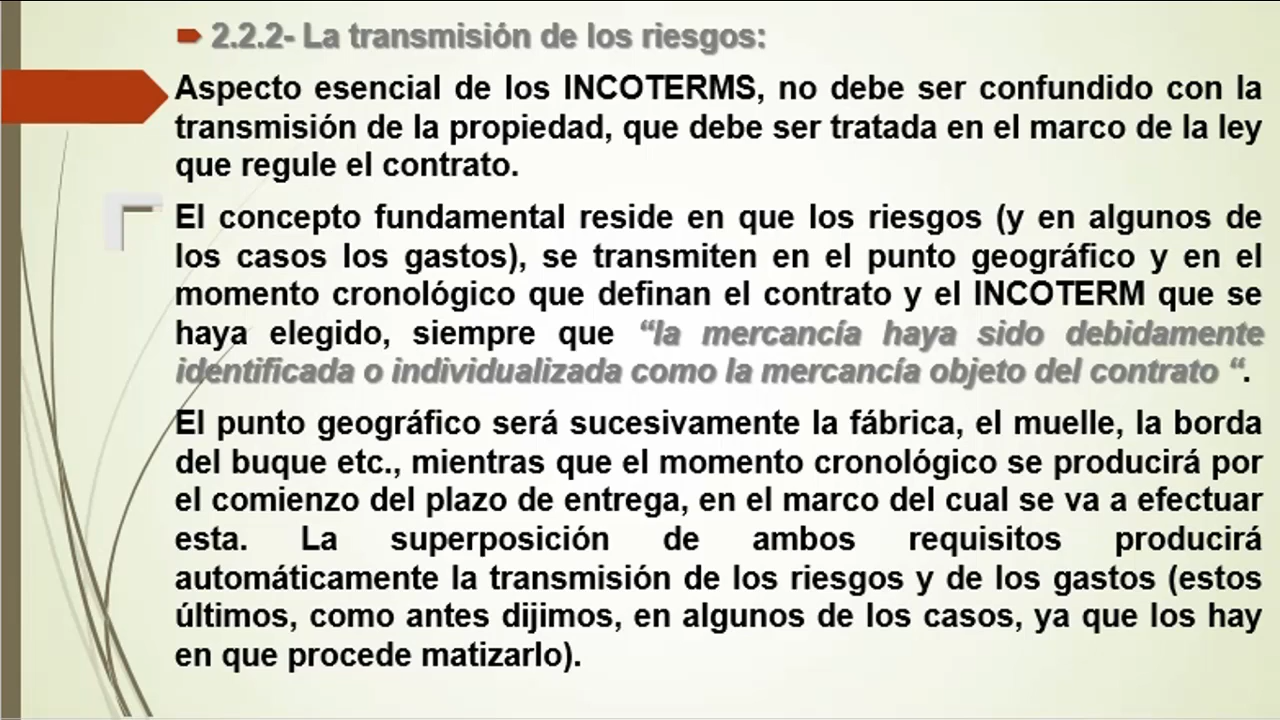 2.2.2- La transmisión de los riesgos:
Aspecto esencial de los INCOTERMS, no debe ser confundido con la
transmisión de la propiedad, que debe ser tratada en el marco de la ley
que regule el contrato.
El concepto fundamental reside en que los riesgos (y en algunos de
los casos los gastos), se transmiten en el punto geográfico y en el
momento cronológico que definan el contrato y el INCOTERM que se
haya elegido, siempre que “la mercancía haya sido debidamente
identificada o individualizada como la mercancía objeto del contrato “.
El punto geográfico será sucesivamente la fábrica, el muelle, la borda
del buque etc., mientras que el momento cronológico se producirá por
el comienzo del plazo de entrega, en el marco del cual se va a efectuar
esta. La superposición de ambos requisitos producirá
automáticamente la transmisión de los riesgos y de los gastos (estos
últimos, como antes dijimos, en algunos de los casos, ya que los hay
en que procede matizarlo).